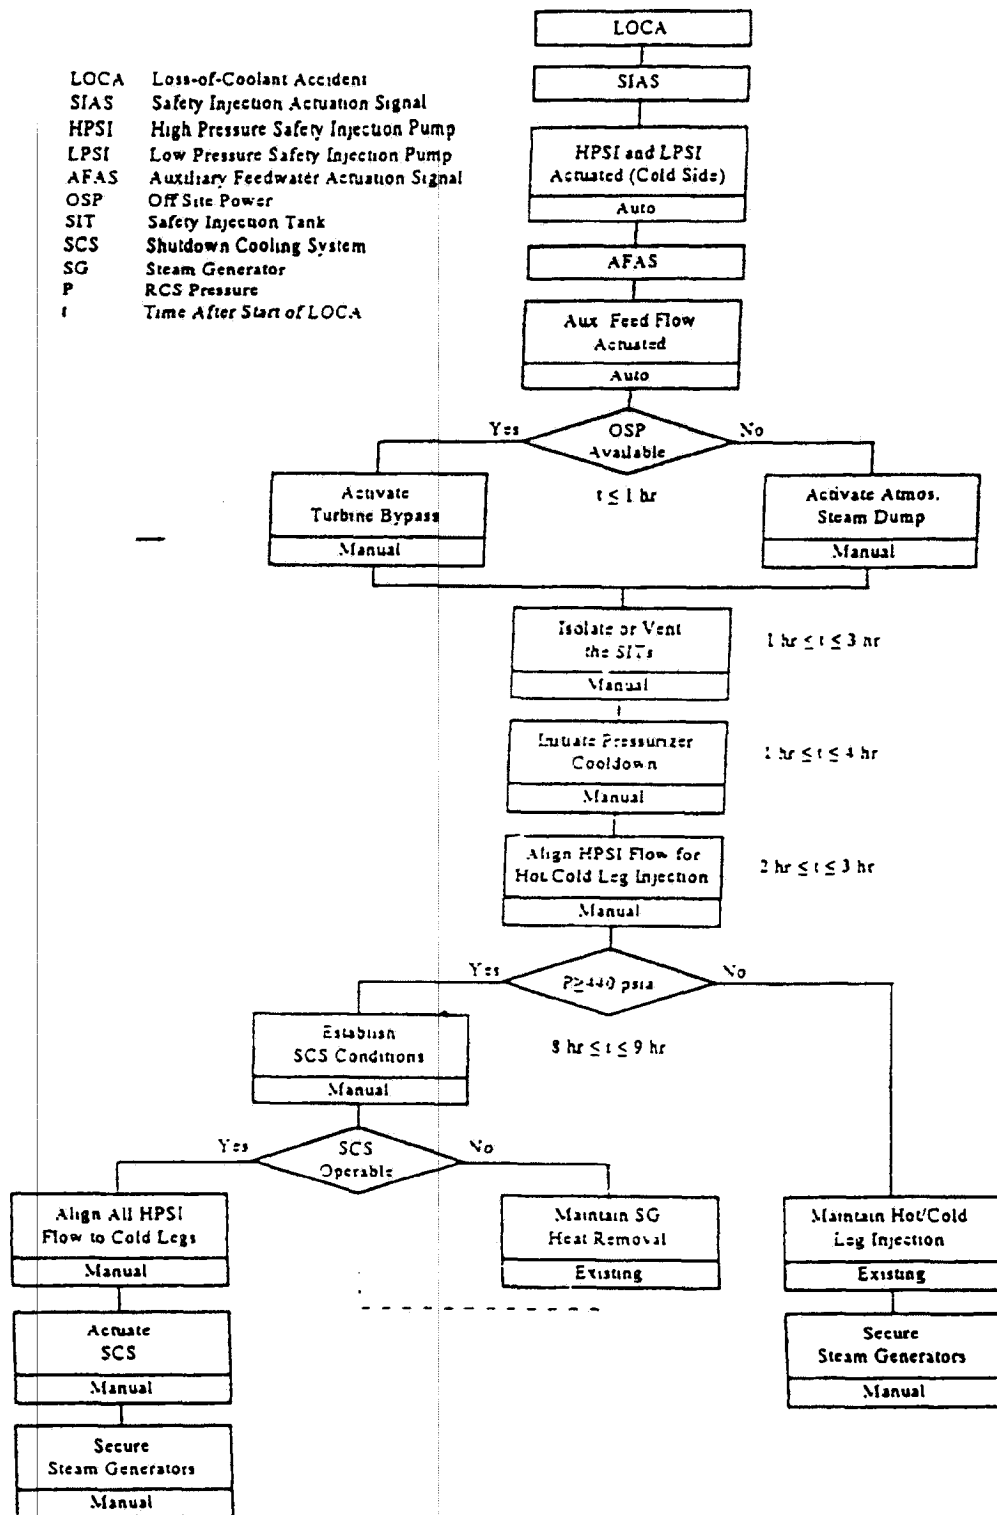 LOCA
LOCA Loss-of-Coolant Accident
SIAS Safety Injection Actuation Signal
HPSI High Pressure Safety Injection Pump
LPSI Low Pressure Safety Injection Pump
AFAS Auxiliary Feedwater Actuation Signal
OSP Off Site Power
SIT Safety Injection Tank
SCS Shutdown Cooling System
SG Steam Generator
P RCS Pressure
t Time After Start of LOCA
SIAS
HPSI and LPSI
Actuated (Cold Side)
Auto
AFAS
Aux. Feed Flow
Actuated
Auto
Yes
OSP
Available
No
t ≤ 1 hr
Activate
Turbine Bypass
Manual
Activate Atmos.
Steam Dump
Manual
Isolate or Vent
the SITs
Manual
1 hr ≤ t ≤ 3 hr
Initiate Pressurizer
Cooldown
Manual
1 hr ≤ t ≤ 4 hr
Align HPSI Flow for
Hot/Cold Leg Injection
Manual
2 hr ≤ t ≤ 3 hr
Yes
P≥440 psia
No
8 hr ≤ t ≤ 9 hr
Establish
SCS Conditions
Manual
Yes
SCS
Operable
No
Align All HPSI
Flow to Cold Legs
Manual
Maintain SG
Heat Removal
Existing
Maintain Hot/Cold
Leg Injection
Existing
Actuate
SCS
Manual
Secure
Steam Generators
Manual
Secure
Steam Generators
Manual